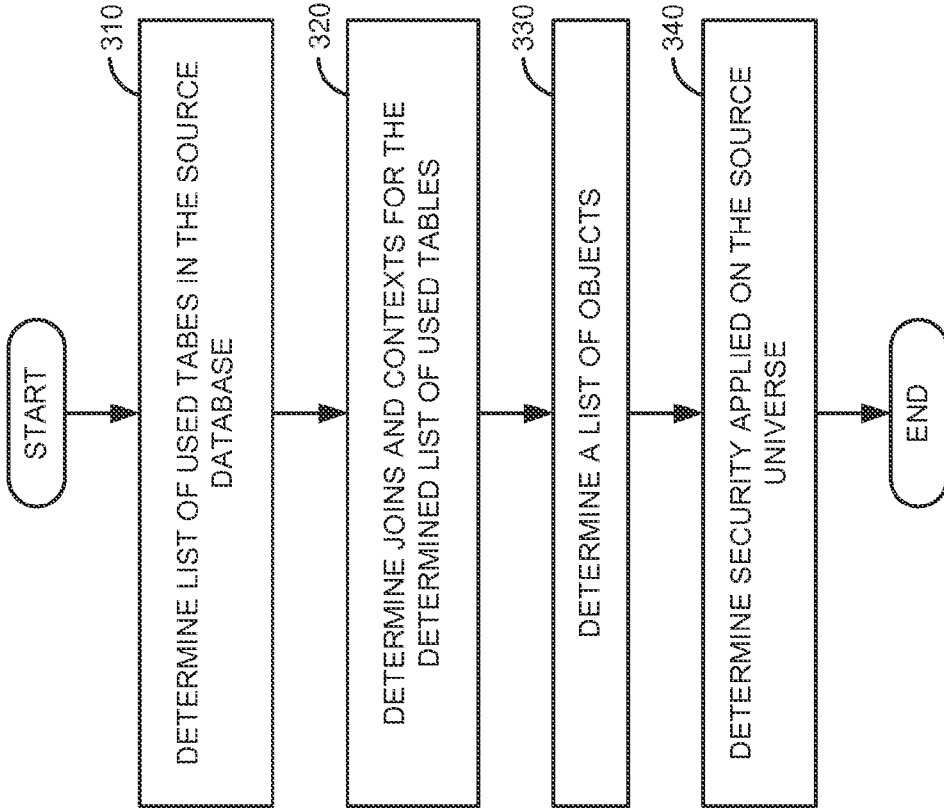 START
310
DETERMINE LIST OF USED TABES IN THE SOURCE
DATABASE
320
DETERMINE JOINS AND CONTEXTS FOR THE
DETERMINED LIST OF USED TABLES
330
DETERMINE A LIST OF OBJECTS
340
DETERMINE SECURITY APPLIED ON THE SOURCE
UNIVERSE
END